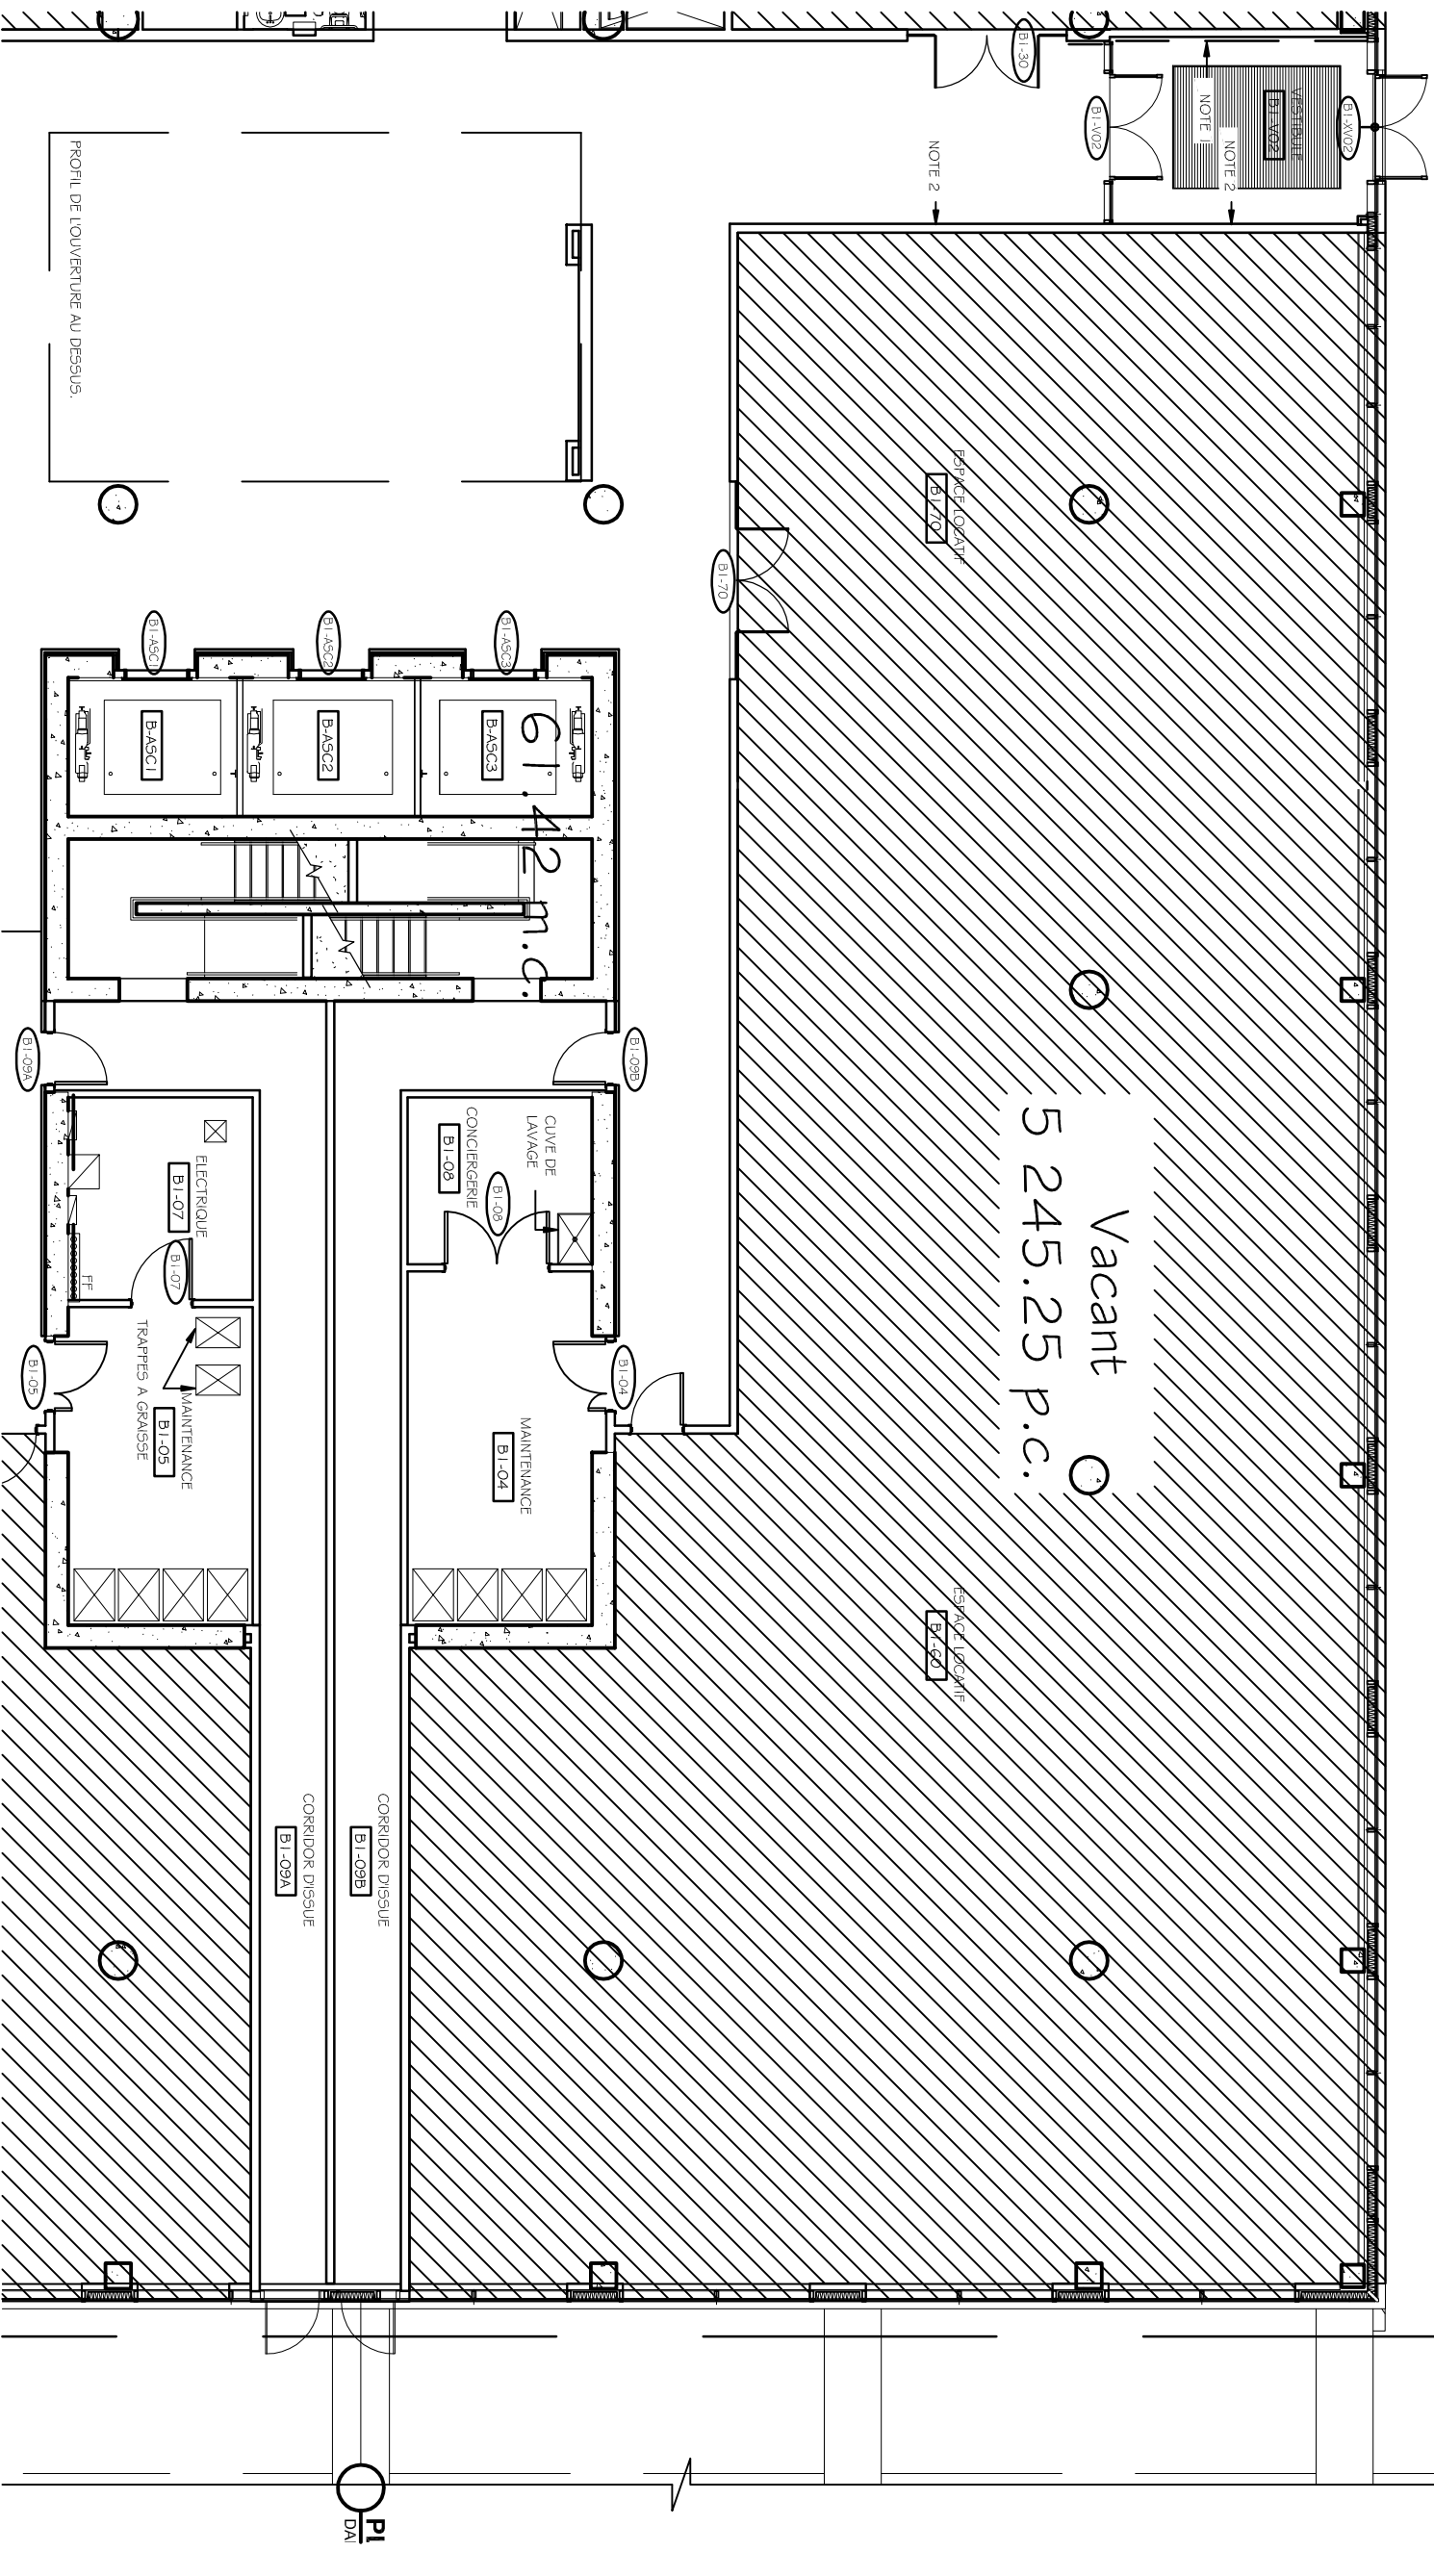 B1-30
B1-V02
VESTIBULE
B1-V02
B1-XV02
NOTE 1
NOTE 2
NOTE 2
PROFIL DE L'OUVERTURE AU DESSUS.
ESPACE LOCATIF
B1-70
B1-70
B1-ASC1
B1-ASC2
B1-ASC3
B-ASC1
B-ASC2
B-ASC3
61.42 m.c.
B1-09A
B1-09B
CUVE DE
LAVAGE
CONCIERGERIE
B1-08
B1-08
ELECTRIQUE
B1-07
B1-07
FF
Vacant
5 245.25 p.c.
B1-05
B1-04
TRAPPES A GRAISSE
MAINTENANCE
B1-05
MAINTENANCE
B1-04
ESPACE LOCATIF
B1-60
CORRIDOR D'ISSUE
B1-09A
CORRIDOR D'ISSUE
B1-09B
PL
DAI